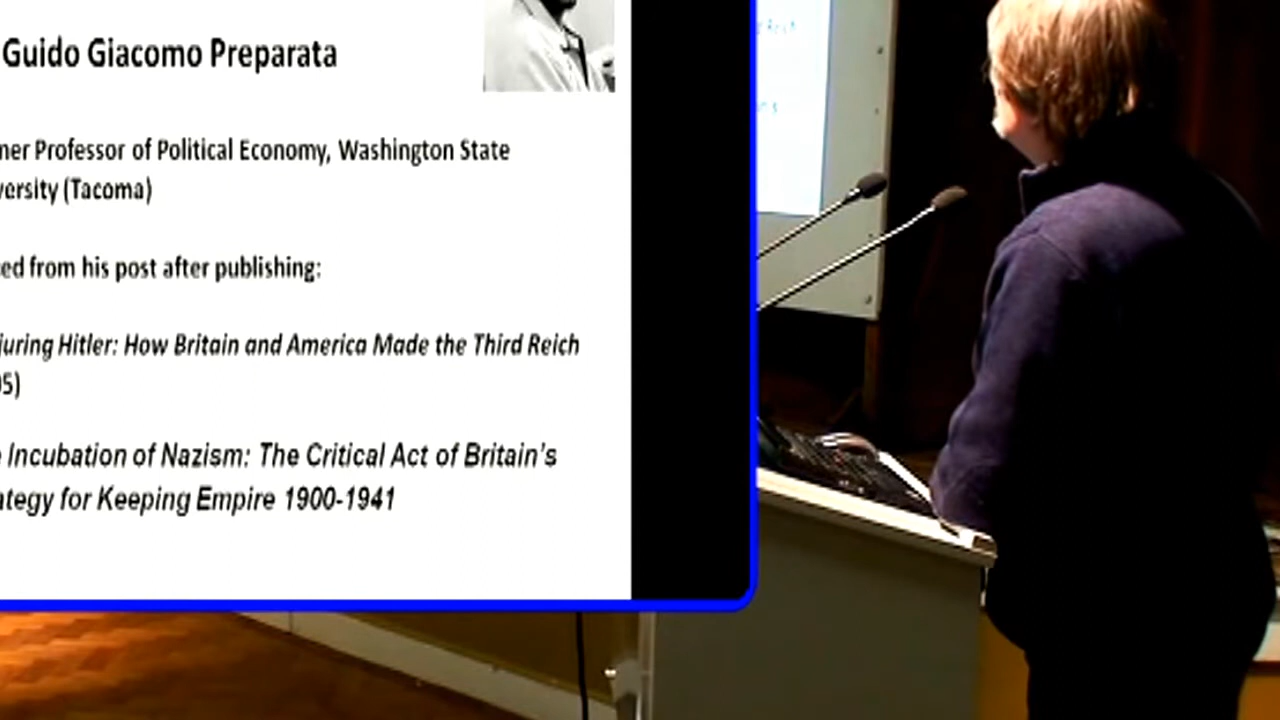 Guido Giacomo Preparata
ner Professor of Political Economy, Washington State
versity (Tacoma)
ed from his post after publishing:
juring Hitler: How Britain and America Made the Third Reich
05)
Incubation of Nazism: The Critical Act of Britain's
ategy for Keeping Empire 1900-1941